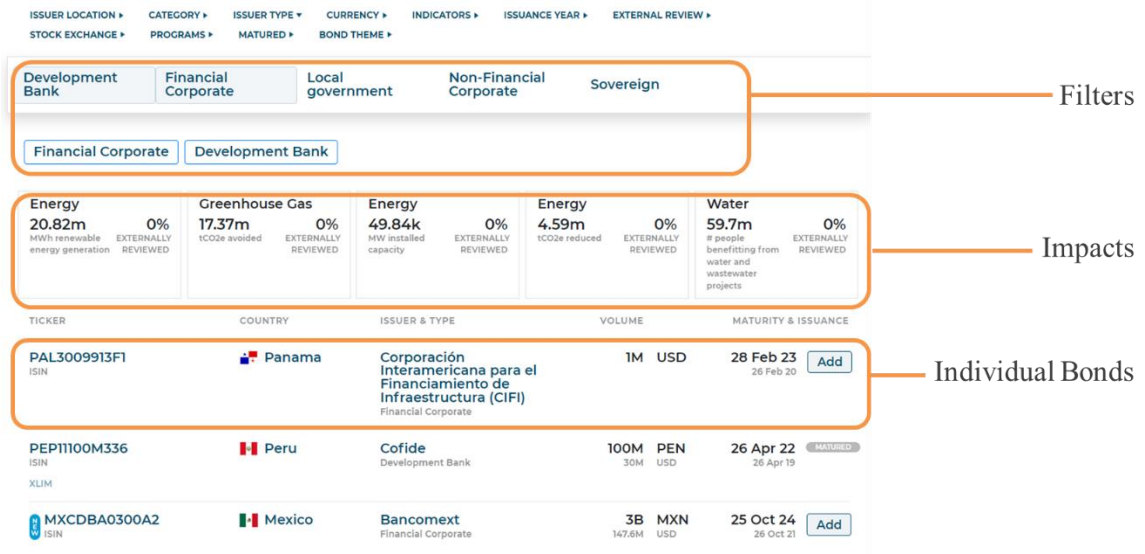 ISSUER LOCATION ▸ CATEGORY ▸ ISSUER TYPE ▾ CURRENCY ▸ INDICATORS ▸ ISSUANCE YEAR ▸ EXTERNAL REVIEW ▸
STOCK EXCHANGE ▸ PROGRAMS ▸ MATURED ▸ BOND THEME ▸
Development Bank
Financial Corporate
Local government
Non-Financial Corporate
Sovereign
Filters
Financial Corporate Development Bank
Energy
20.82m 0%
MWh renewable energy generation
EXTERNALLY REVIEWED
Greenhouse Gas
17.37m 0%
tCO2e avoided
EXTERNALLY REVIEWED
Energy
49.84k 0%
MW installed capacity
EXTERNALLY REVIEWED
Energy
4.59m 0%
tCO2e reduced
EXTERNALLY REVIEWED
Water
59.7m 0%
# people benefitting from water and wastewater projects
EXTERNALLY REVIEWED
Impacts
TICKER COUNTRY ISSUER & TYPE VOLUME MATURITY & ISSUANCE
PAL3009913F1
ISIN
Panama
Corporación
Interamericana para el
Financiamiento de
Infraestructura (CIFI)
Financial Corporate
1M USD
28 Feb 23
26 Feb 20
Add
Individual Bonds
PEP11100M336
ISIN
XLIM
Peru
Cofide
Development Bank
100M PEN
30M USD
26 Apr 22
26 Apr 19
MATURED
NEW
MXCDBA0300A2
ISIN
Mexico
Bancomext
Financial Corporate
3B MXN
147.6M USD
25 Oct 24
26 Oct 21
Add